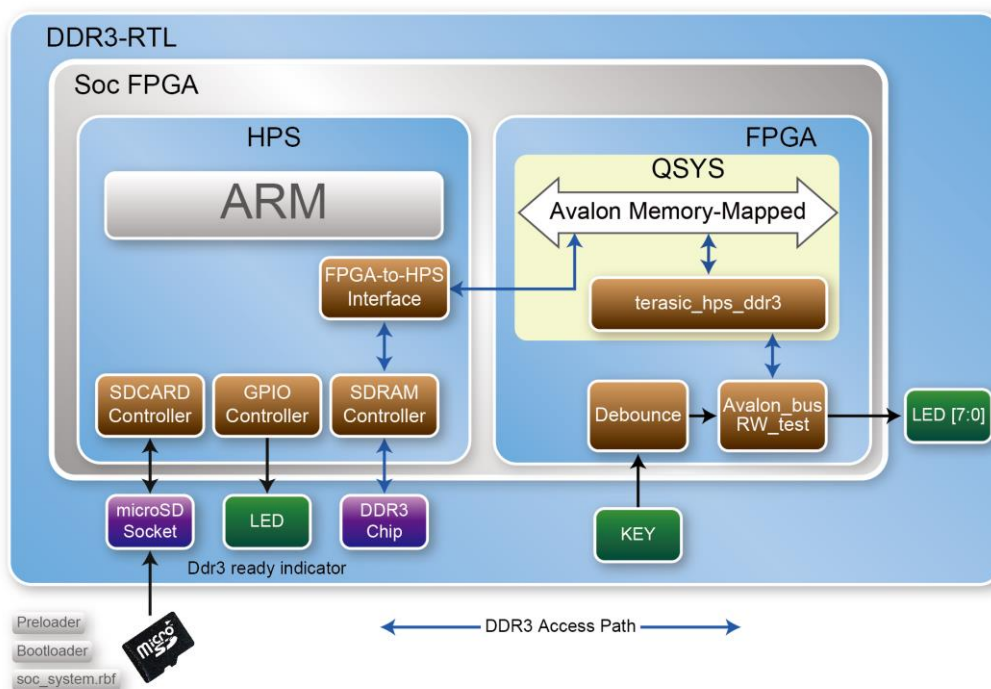 DDR3-RTL
Soc FPGA
HPS
ARM
FPGA-to-HPS
Interface
SDCARD
Controller
GPIO
Controller
SDRAM
Controller
FPGA
QSYS
Avalon Memory-Mapped
terasic_hps_ddr3
Debounce
Avalon_bus
RW_test
LED [7:0]
microSD
Socket
LED
DDR3
Chip
KEY
Ddr3 ready indicator
Preloader
Bootloader
soc_system.rbf
micro
SD
DDR3 Access Path